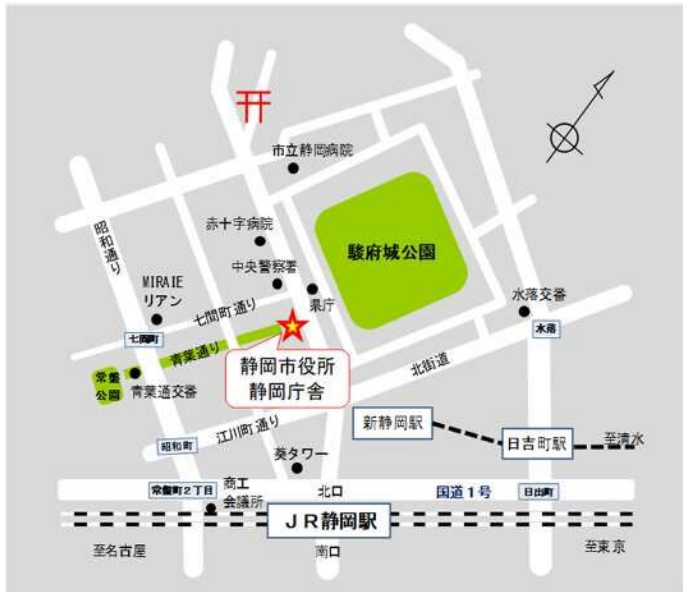 市立静岡病院
昭和通り
赤十字病院
駿府城公園
中央警察署
MIRAIE
リアン
県庁
水落交番
七間町通り
七間町
水落
青葉通り
静岡市役所
静岡庁舎
北街道
常盤
公園
青葉通交番
江川町通り
新静岡駅
昭和町
日吉町駅
至清水
葵タワー
常盤町2丁目
商工
会議所
北口
国道1号
日出町
JR静岡駅
至名古屋
南口
至東京